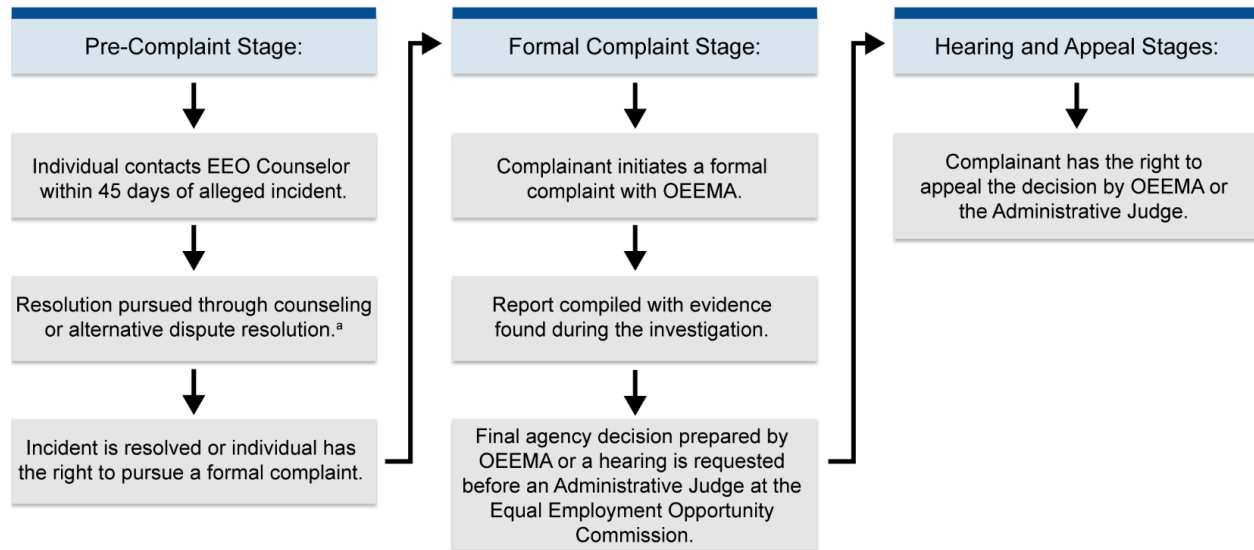 Pre-Complaint Stage:
Individual contacts EEO Counselor
within 45 days of alleged incident.
Resolution pursued through counseling
or alternative dispute resolution.ª
Incident is resolved or individual has
the right to pursue a formal complaint.
Formal Complaint Stage:
Complainant initiates a formal
complaint with OEEMA.
Report compiled with evidence
found during the investigation.
Final agency decision prepared by
OEEMA or a hearing is requested
before an Administrative Judge at the
Equal Employment Opportunity
Commission.
Hearing and Appeal Stages:
Complainant has the right to
appeal the decision by OEEMA or
the Administrative Judge.